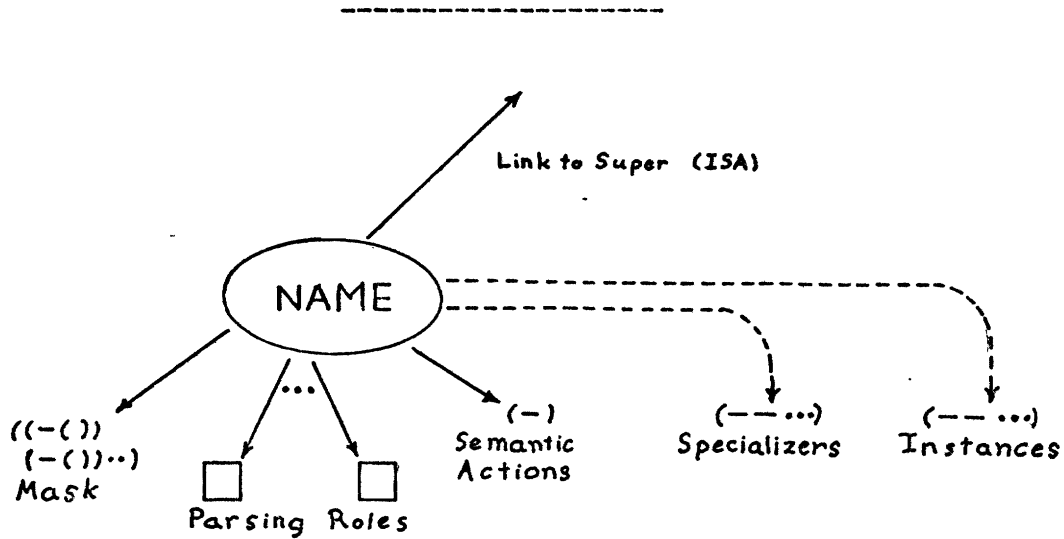 Link to Super (ISA)
NAME
...
((-())
(-())..)
Mask
Parsing Roles
(-)
Semantic
Actions
(--...)
Specializers
(--...)
Instances